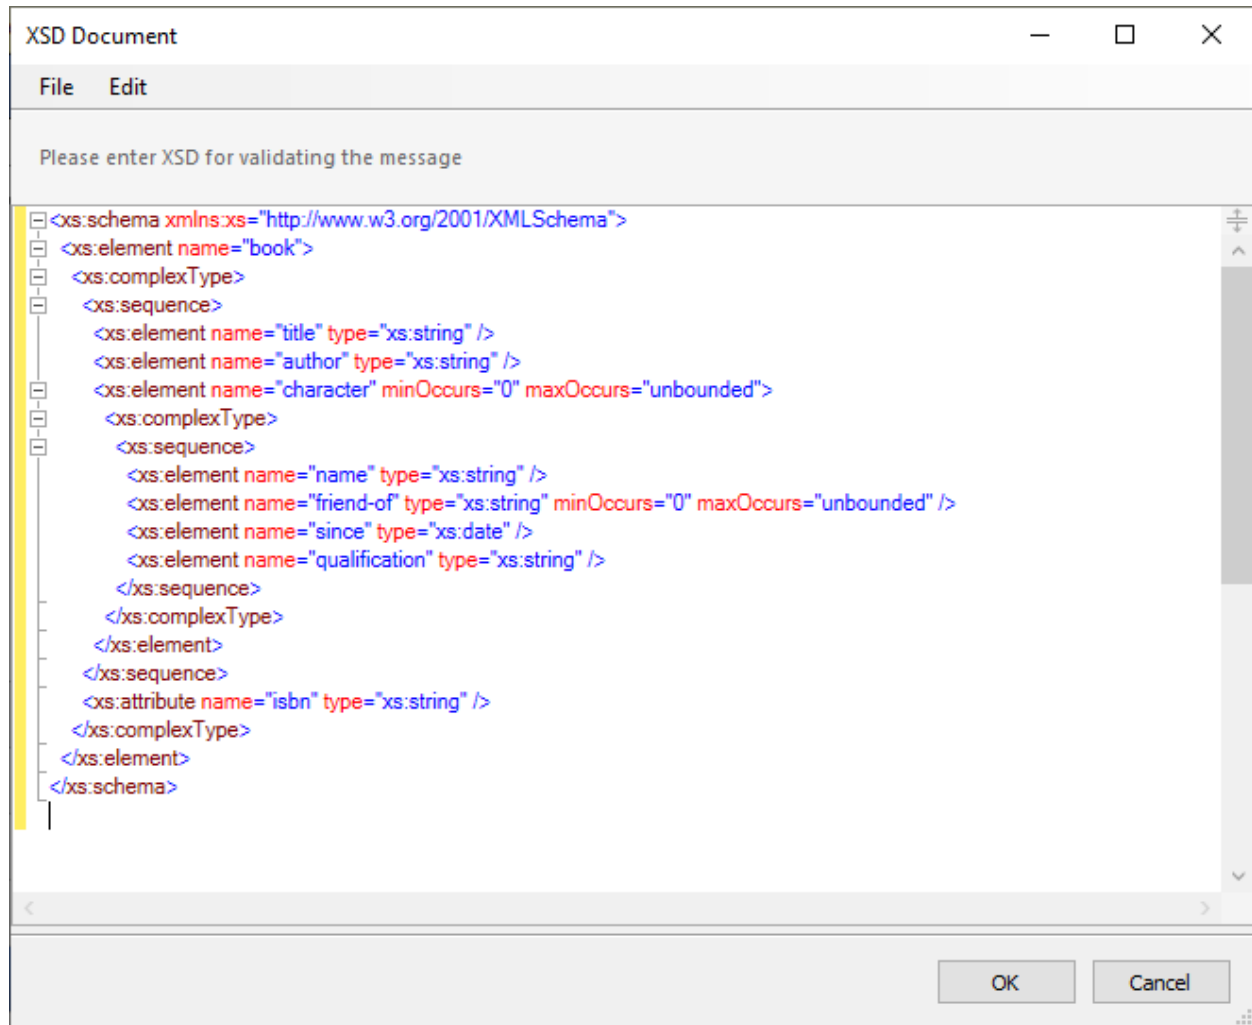 XSD Document
File Edit
Please enter XSD for validating the message
<xs:schema xmlns:xs="http://www.w3.org/2001/XMLSchema">
<xs:element name="book">
<xs:complexType>
<xs:sequence>
<xs:element name="title" type="xs:string" />
<xs:element name="author" type="xs:string" />
<xs:element name="character" minOccurs="0" maxOccurs="unbounded">
<xs:complexType>
<xs:sequence>
<xs:element name="name" type="xs:string" />
<xs:element name="friend-of" type="xs:string" minOccurs="0" maxOccurs="unbounded" />
<xs:element name="since" type="xs:date" />
<xs:element name="qualification" type="xs:string" />
</xs:sequence>
</xs:complexType>
</xs:element>
</xs:sequence>
<xs:attribute name="isbn" type="xs:string" />
</xs:complexType>
</xs:element>
</xs:schema>
OK Cancel